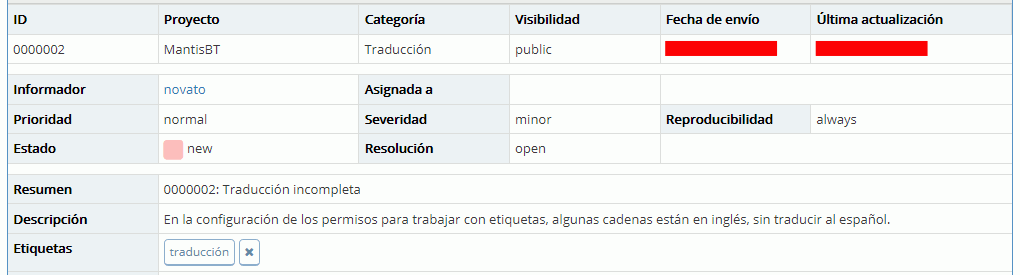 ID Proyecto Categoría Visibilidad Fecha de envío Última actualización
0000002 MantisBT Traducción public
Informador novato Asignada a
Prioridad normal Severidad minor Reproducibilidad always
Estado new Resolución open
Resumen 0000002: Traducción incompleta
Descripción En la configuración de los permisos para trabajar con etiquetas, algunas cadenas están en inglés, sin traducir al español.
Etiquetas traducción ✖